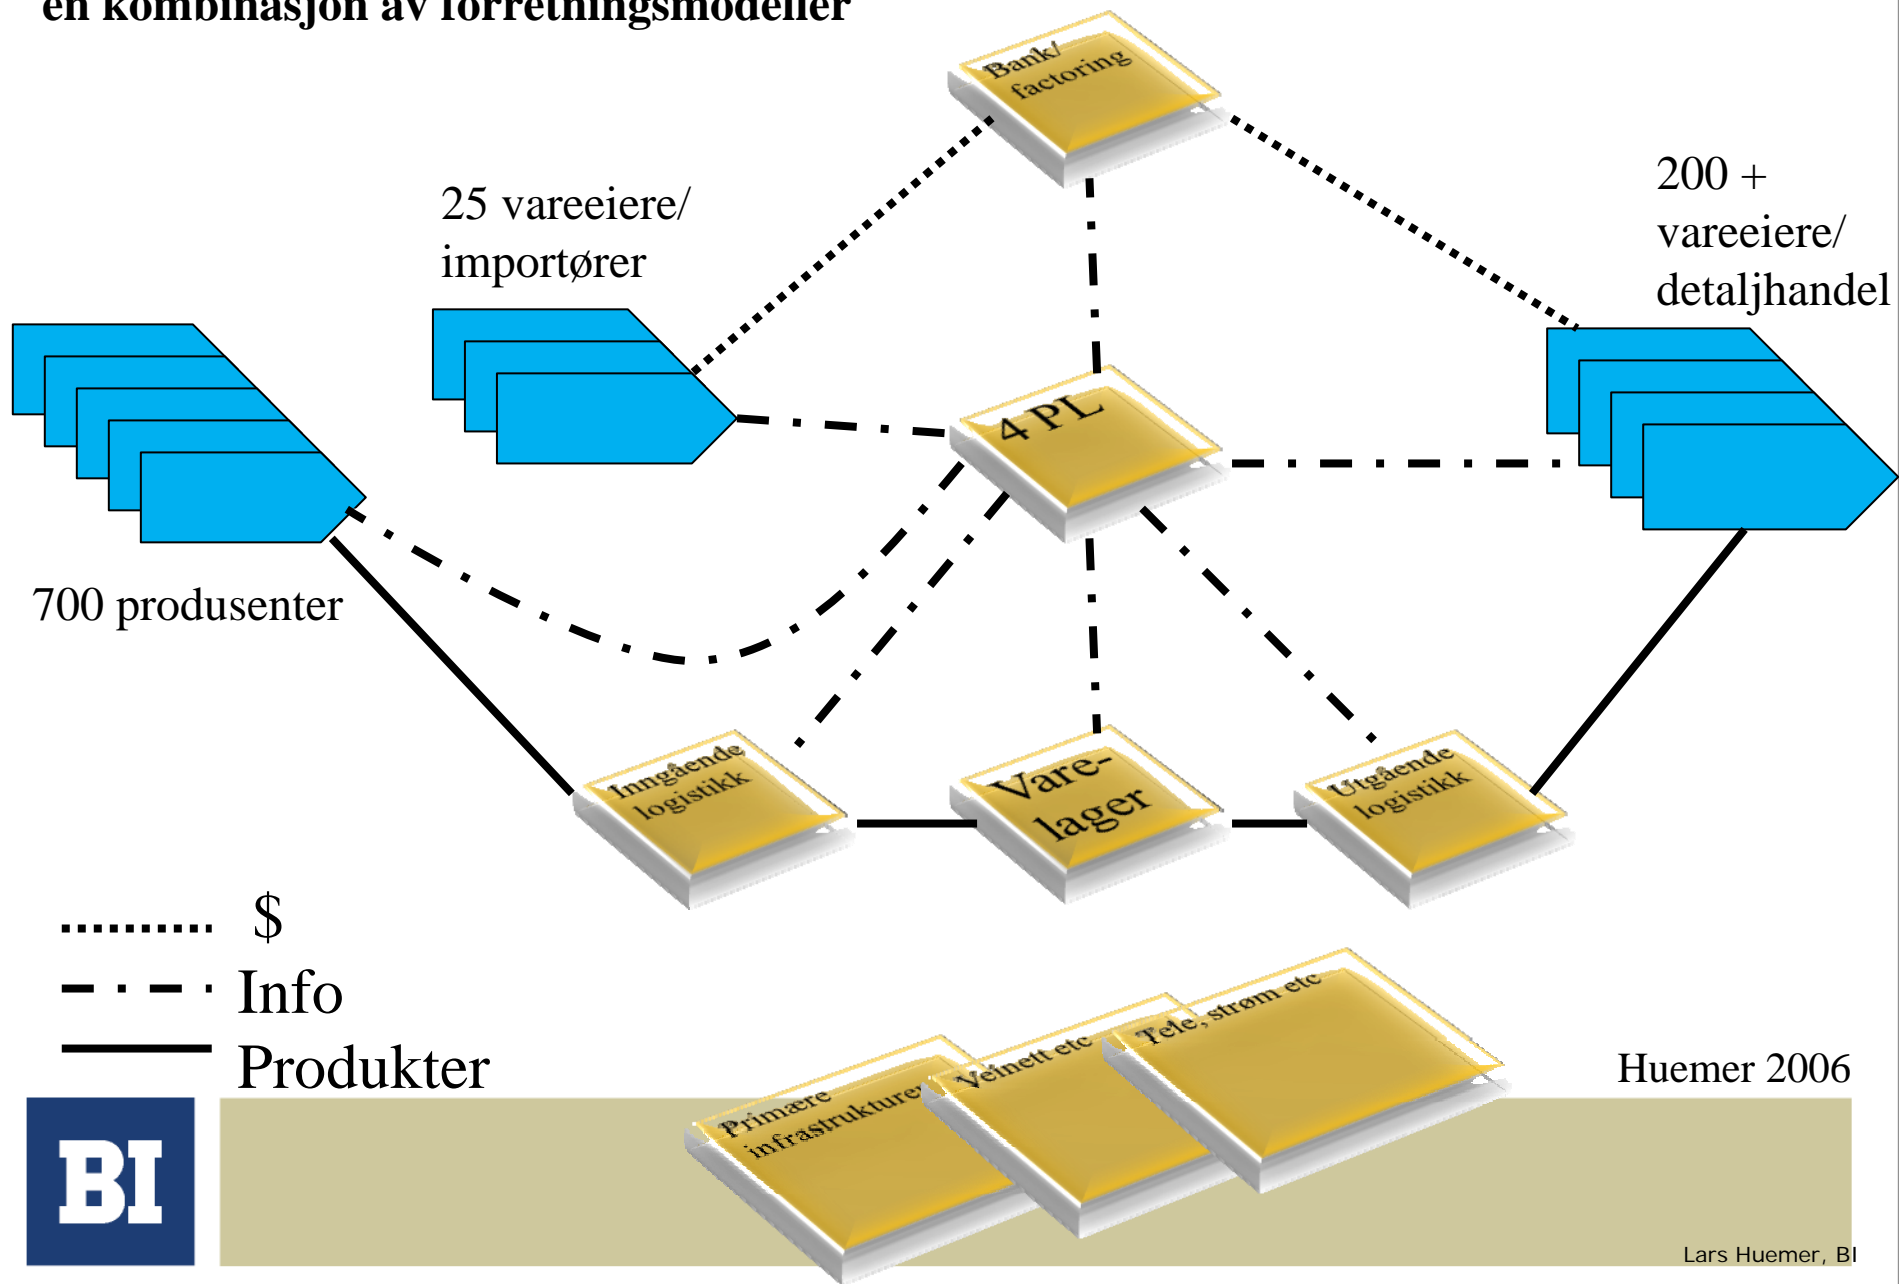 en kombinasjon av forretningsmodeller
Bank/
factoring
25 vareeiere/
importører
200 +
vareeiere/
detaljhandel
4 PL
700 produsenter
Inngående
logistikk
Vare-
lager
Utgående
logistikk
$
Info
Produkter
Primære
Veinett etc
Tele, strøm etc
Huemer 2006
BI
Lars Huemer, BI